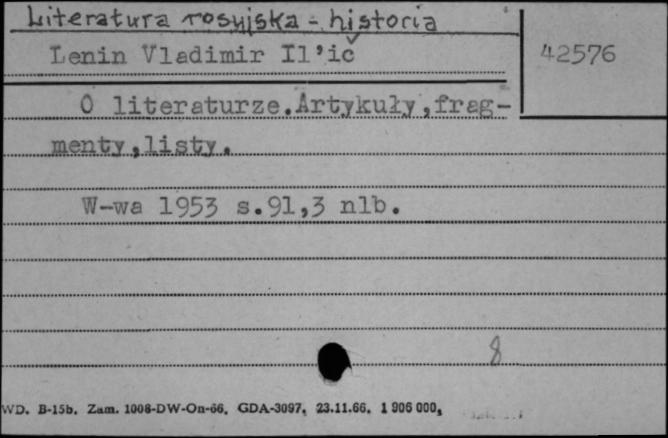 Literatura rosyjska - historia
Lenin Vladimir Il'ič
42576
O literaturze.Artykuły,frag-
menty,listy.
W-wa 1953 s.91,3 nlb.
8
WD. B-15b. Zam. 1008-DW-On-66. GDA-3097. 23.11.66. 1 906 000,